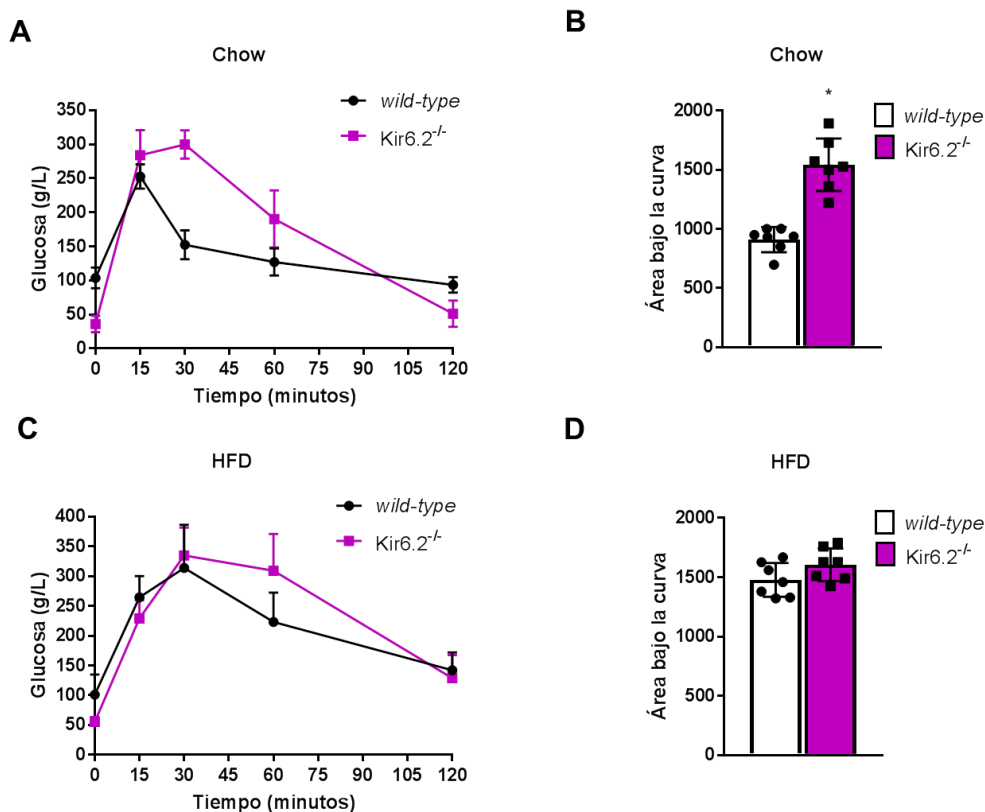 A
Chow
wild-type
Kir6.2-/-
Glucosa (g/L)
350
300
250
200
150
100
50
0
0 15 30 45 60 75 90 105 120
Tiempo (minutos)
B
Chow
*
wild-type
Kir6.2-/-
Área bajo la curva
2000
1500
1000
500
0
C
HFD
wild-type
Kir6.2-/-
Glucosa (g/L)
400
350
300
250
200
150
100
50
0
0 15 30 45 60 75 90 105 120
Tiempo (minutos)
D
HFD
wild-type
Kir6.2-/-
Área bajo la curva
2000
1500
1000
500
0